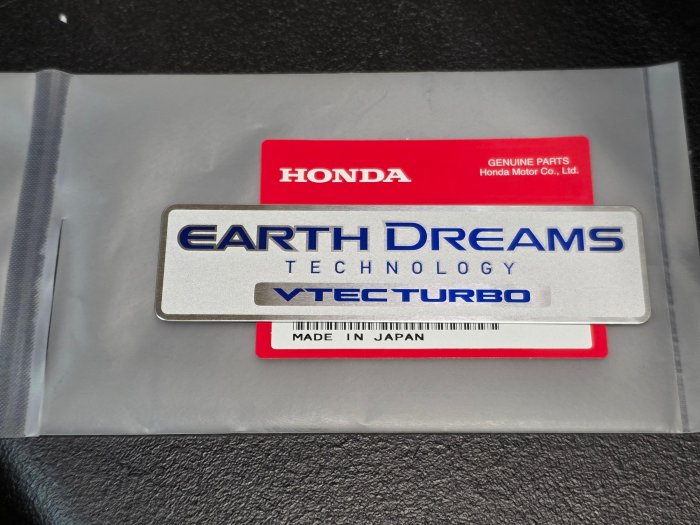 HONDA
GENUINE PARTS
Honda Motor Co., Ltd.
EARTH DREAMS
TECHNOLOGY
VTEC TURBO
MADE IN JAPAN